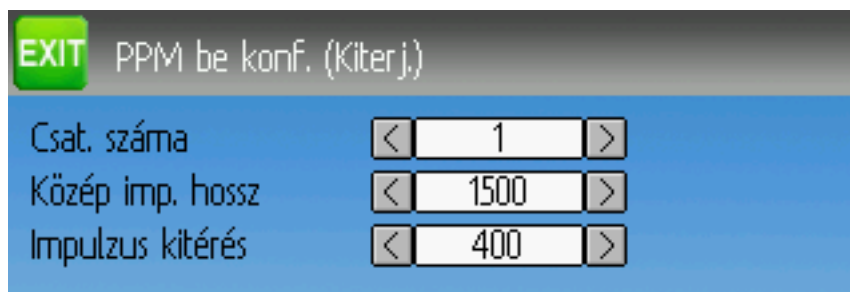 EXIT PPM be konf. (Kiterj.)
Csat. száma < 1 >
Közép imp. hossz < 1500 >
Impulzus kitérés < 400 >